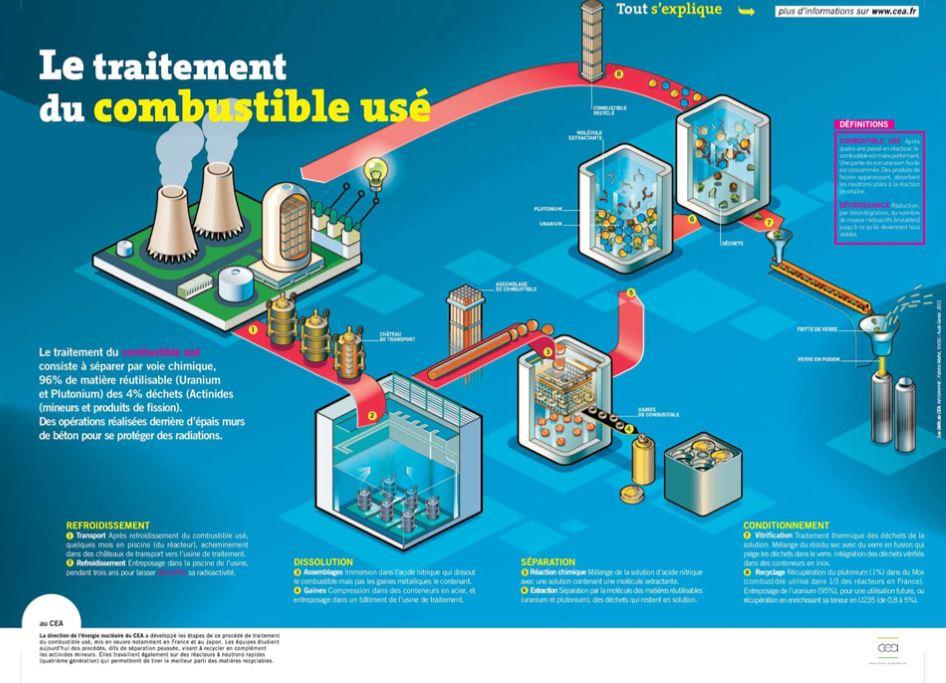 Tout s'explique
plus d'informations sur www.cea.fr
Le traitement
du combustible usé
8
COMBUSTIBLE
RECYCLÉ
MOLÉCULE
EXTRACTANTE
PLUTONIUM
URANIUM
6
DÉCHETS
7
DÉFINITIONS
COMBUSTIBLE USÉ Après
quatre ans passé en réacteur, le
combustible est moins performant.
Une partie de son uranium fissile
est consommée. Des produits de
fission apparaissent, absorbant
les neutrons utiles à la réaction
en chaîne.
DÉCROISSANCE Réduction,
par désintégration, du nombre
de noyaux radioactifs (instables)
jusqu'à ce qu'ils deviennent tous
stables.
ASSEMBLAGE
DE COMBUSTIBLE
5
1
CHÂTEAU
DE TRANSPORT
FRITTE DE VERRE
VERRE EN FUSION
Le traitement du combustible usé
consiste à séparer par voie chimique,
96% de matière réutilisable (Uranium
et Plutonium) des 4% déchets (Actinides
(mineurs et produits de fission).
Des opérations réalisées derrière d'épais murs
de béton pour se protéger des radiations.
3
2
GAINES
DE COMBUSTIBLE
4
REFROIDISSEMENT
1 Transport Après refroidissement du combustible usé,
quelques mois en piscine (du réacteur), acheminement
dans des châteaux de transport vers l'usine de traitement.
2 Refroidissement Entreposage dans la piscine de l'usine,
pendant trois ans pour laisser décroître sa radioactivité.
DISSOLUTION
3 Assemblages Immersion dans l'acide nitrique qui dissout
le combustible mais pas les gaines métalliques le contenant.
4 Gaines Compression dans des conteneurs en acier, et
entreposage dans un bâtiment de l'usine de traitement.
SÉPARATION
5 Réaction chimique Mélange de la solution d'acide nitrique
avec une solution contenant une molécule extractante.
6 Extraction Séparation par la molécule des matières réutilisables
(uranium et plutonium), des déchets qui restent en solution.
CONDITIONNEMENT
7 Vitrification Traitement thermique des déchets de la
solution. Mélange du résidu sec avec du verre en fusion qui
piège les déchets dans le verre. Intégration des déchets vitrifiés
dans des conteneurs en inox.
8 Recyclage Récupération du plutonium (1%) dans du Mox
(combustible utilisé dans 1/3 des réacteurs en France).
Entreposage de l'uranium (95%), pour une utilisation future, ou
récupération en enrichissant sa teneur en U235 (de 0,8 à 5%).
au CEA
La direction de l'énergie nucléaire du CEA a développé les étapes de ce procédé de traitement
du combustible usé, mis en oeuvre notamment en France et au Japon. Les équipes étudient
aujourd'hui des procédés, dits de séparation poussée, visant à recycler en complément
les actinides mineurs. Elles travaillent également sur des réacteurs à neutrons rapides
(quatrième génération) qui permettront de tirer le meilleur parti des matières recyclables.
cea